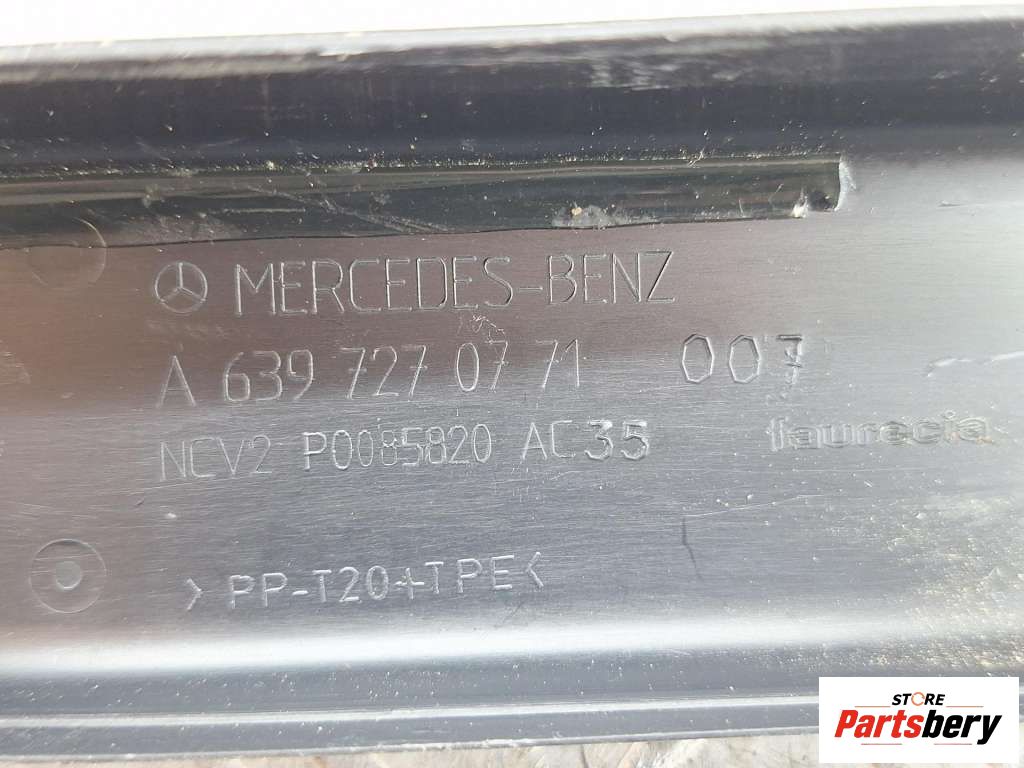 MERCEDES-BENZ
A 639 727 07 71 007
NCV2 P0085820 AC35 faurecia
>PP-T20+TPE<
STORE
Partsbery